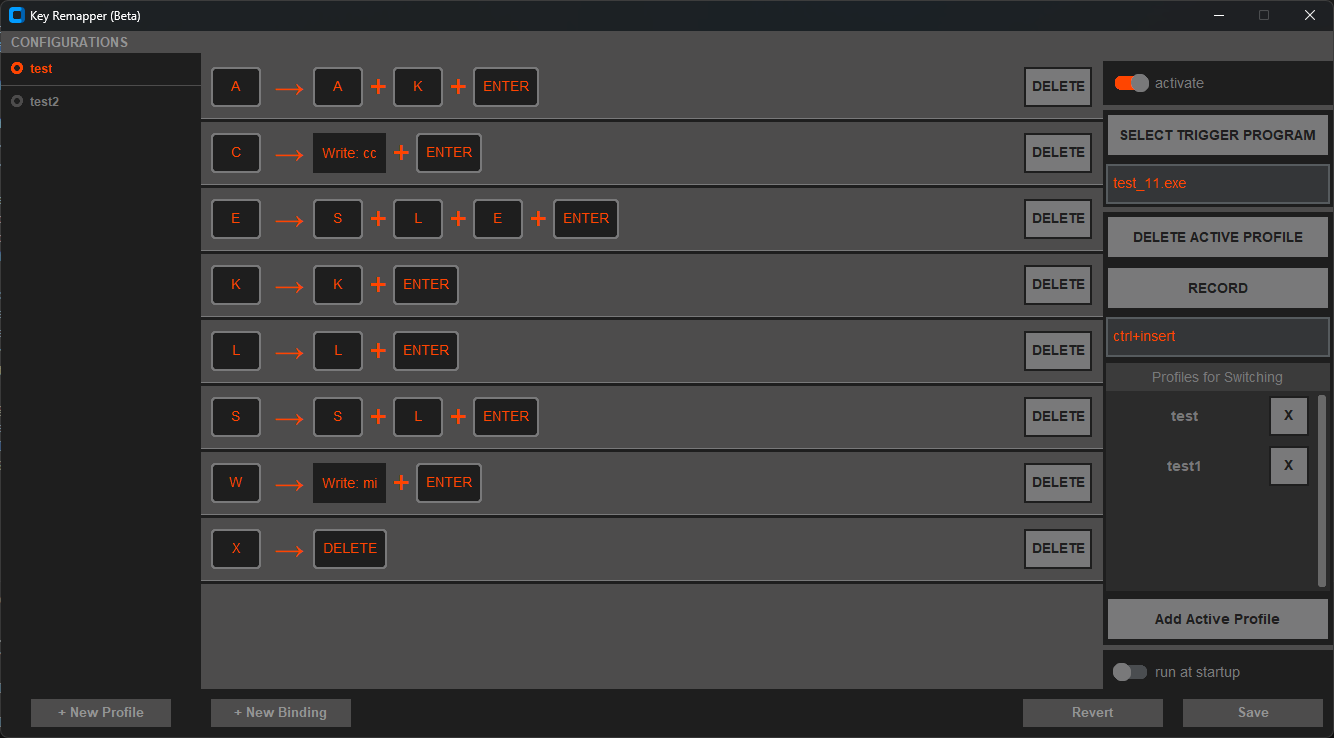 Key Remapper (Beta)
CONFIGURATIONS
test
test2
A → A + K + ENTER DELETE
C → Write: cc + ENTER DELETE
E → S + L + E + ENTER DELETE
K → K + ENTER DELETE
L → L + ENTER DELETE
S → S + L + ENTER DELETE
W → Write: mi + ENTER DELETE
X → DELETE DELETE
activate
SELECT TRIGGER PROGRAM
test_11.exe
DELETE ACTIVE PROFILE
RECORD
ctrl+insert
Profiles for Switching
test X
test1 X
Add Active Profile
run at startup
+ New Profile
+ New Binding
Revert
Save